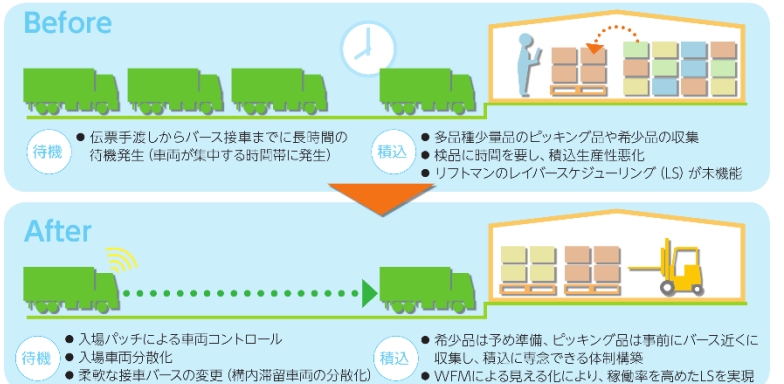 Before
待機
● 伝票手渡しからバース接車までに長時間の
待機発生（車両が集中する時間帯に発生）
積込
● 多品種少量品のピッキング品や希少品の収集
● 検品に時間を要し、積込生産性悪化
● リフトマンのレイバースケジューリング（LS）が未機能
After
待機
● 入場パッチによる車両コントロール
● 入場車両分散化
● 柔軟な接車バースの変更（構内滞留車両の分散化）
積込
● 希少品は予め準備、ピッキング品は事前にバース近くに
収集し、積込に専念できる体制構築
● WFMによる見える化により、稼働率を高めたLSを実現